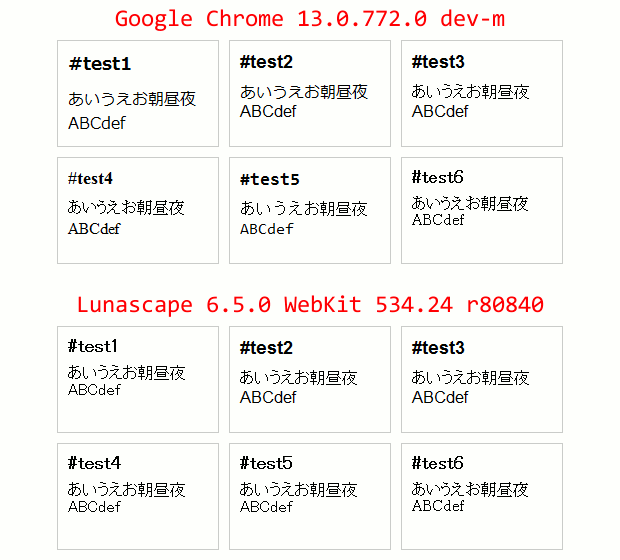 Google Chrome 13.0.772.0 dev-m
#test1
あいうえお朝昼夜
ABCdef
#test2
あいうえお朝昼夜
ABCdef
#test3
あいうえお朝昼夜
ABCdef
#test4
あいうえお朝昼夜
ABCdef
#test5
あいうえお朝昼夜
ABCdef
#test6
あいうえお朝昼夜
ABCdef
Lunascape 6.5.0 WebKit 534.24 r80840
#test1
あいうえお朝昼夜
ABCdef
#test2
あいうえお朝昼夜
ABCdef
#test3
あいうえお朝昼夜
ABCdef
#test4
あいうえお朝昼夜
ABCdef
#test5
あいうえお朝昼夜
ABCdef
#test6
あいうえお朝昼夜
ABCdef